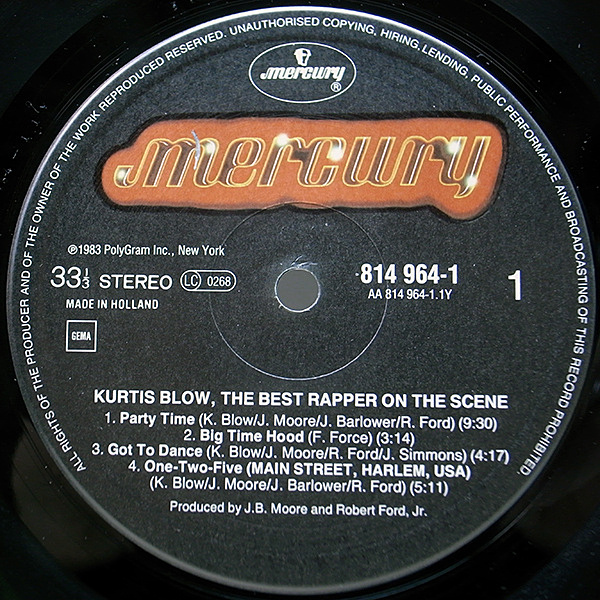 ALL RIGHTS OF THE PRODUCER AND OF THE OWNER OF THE WORK REPRODUCED RESERVED. UNAUTHORISED COPYING, HIRING, LENDING, PUBLIC PERFORMANCE AND BROADCASTING OF THIS RECORD PROHIBITED
mercury
®
mercury
℗1983 PolyGram Inc., New York
33⅓ STEREO LC 0268
814 964-1 1
MADE IN HOLLAND
AA 814 964-1.1Y
GEMA
KURTIS BLOW, THE BEST RAPPER ON THE SCENE
1. Party Time (K. Blow/J. Moore/J. Barlower/R. Ford) (9:30)
2. Big Time Hood (F. Force) (3:14)
3. Got To Dance (K. Blow/J. Moore/R. Ford/J. Simmons) (4:17)
4. One-Two-Five (MAIN STREET, HARLEM, USA)
(K. Blow/J. Moore/J. Barlower/R. Ford) (5:11)
Produced by J.B. Moore and Robert Ford, Jr.